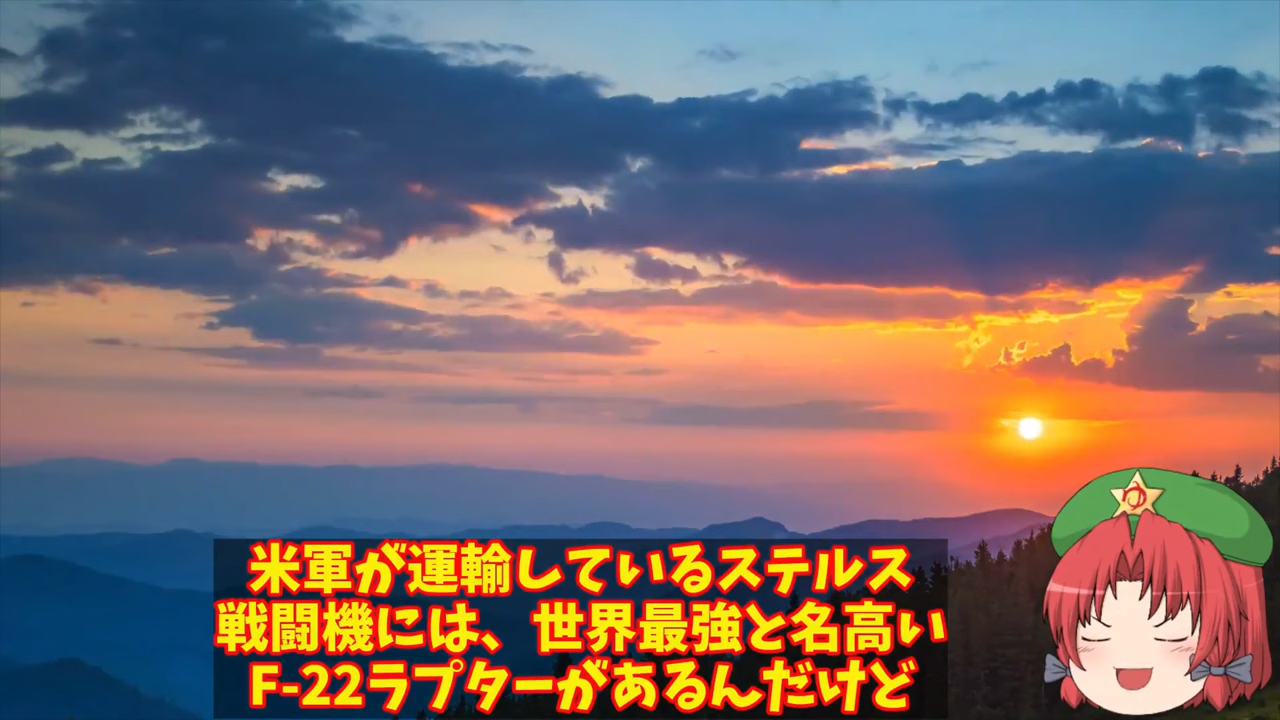 米軍が運輸しているステルス
戦闘機には、世界最強と名高い
F-22ラプターがあるんだけど
ゆ